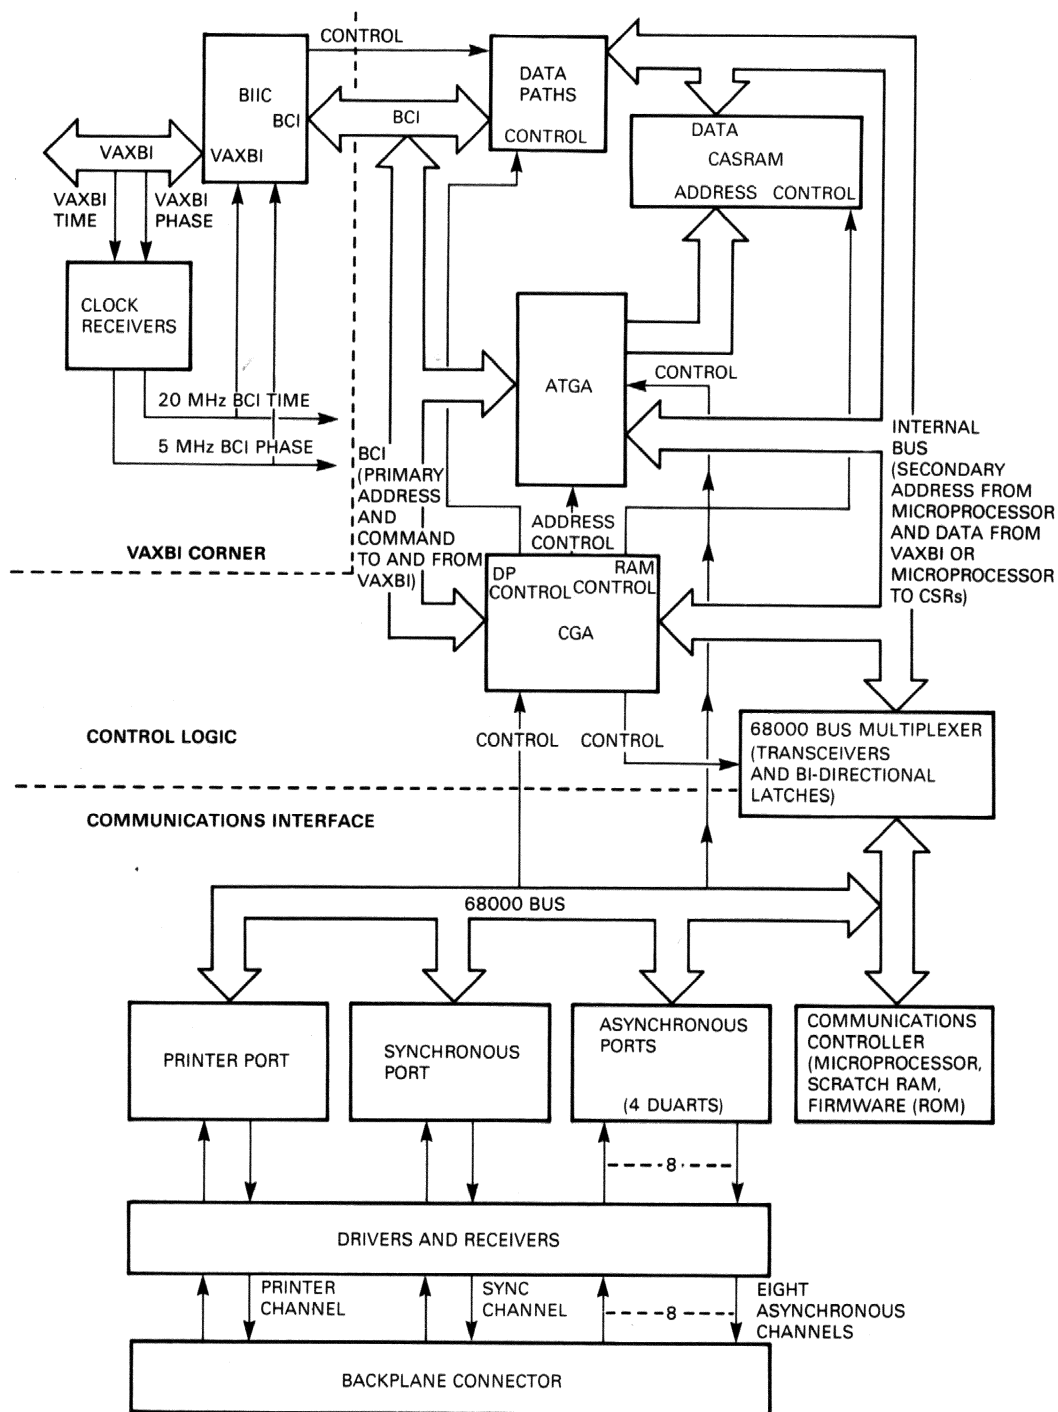 CONTROL
DATA
PATHS
CONTROL
BIIC
BCI
VAXBI
BCI
VAXBI
VAXBI
TIME
VAXBI
PHASE
DATA
CASRAM
ADDRESS CONTROL
CLOCK
RECEIVERS
20 MHz BCI TIME
5 MHz BCI PHASE
ATGA
CONTROL
BCI
(PRIMARY
ADDRESS
AND
COMMAND
TO AND FROM
VAXBI)
INTERNAL
BUS
(SECONDARY
ADDRESS FROM
MICROPROCESSOR
AND DATA FROM
VAXBI OR
MICROPROCESSOR
TO CSRs)
ADDRESS
CONTROL
VAXBI CORNER
DP
CONTROL
RAM
CONTROL
CGA
CONTROL LOGIC
CONTROL
CONTROL
68000 BUS MULTIPLEXER
(TRANSCEIVERS
AND BI-DIRECTIONAL
LATCHES)
COMMUNICATIONS INTERFACE
68000 BUS
PRINTER PORT
SYNCHRONOUS
PORT
ASYNCHRONOUS
PORTS
(4 DUARTS)
COMMUNICATIONS
CONTROLLER
(MICROPROCESSOR,
SCRATCH RAM,
FIRMWARE (ROM)
8
DRIVERS AND RECEIVERS
PRINTER
CHANNEL
SYNC
CHANNEL
8
EIGHT
ASYNCHRONOUS
CHANNELS
BACKPLANE CONNECTOR